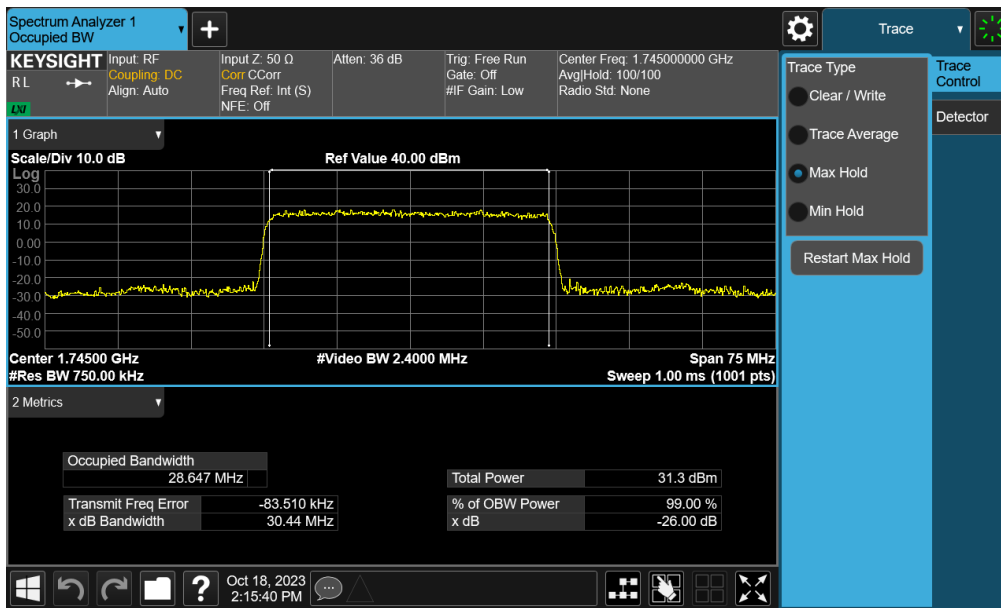 Spectrum Analyzer 1
Occupied BW
+
Trace
KEYSIGHT
R L
LXI
Input: RF
Coupling: DC
Align: Auto
Input Z: 50 Ω
Corr CCorr
Freq Ref: Int (S)
NFE: Off
Atten: 36 dB
Trig: Free Run
Gate: Off
#IF Gain: Low
Center Freq: 1.745000000 GHz
Avg|Hold: 100/100
Radio Std: None
1 Graph
Scale/Div 10.0 dB
Ref Value 40.00 dBm
Log
30.0
20.0
10.0
0.00
-10.0
-20.0
-30.0
-40.0
-50.0
Center 1.74500 GHz
#Video BW 2.4000 MHz
Span 75 MHz
#Res BW 750.00 kHz
Sweep 1.00 ms (1001 pts)
2 Metrics
Occupied Bandwidth
28.647 MHz
Total Power 31.3 dBm
Transmit Freq Error -83.510 kHz
% of OBW Power 99.00 %
x dB Bandwidth 30.44 MHz
x dB -26.00 dB
Trace Type
Clear / Write
Trace Average
Max Hold
Min Hold
Restart Max Hold
Trace
Control
Detector
?
Oct 18, 2023
2:15:40 PM